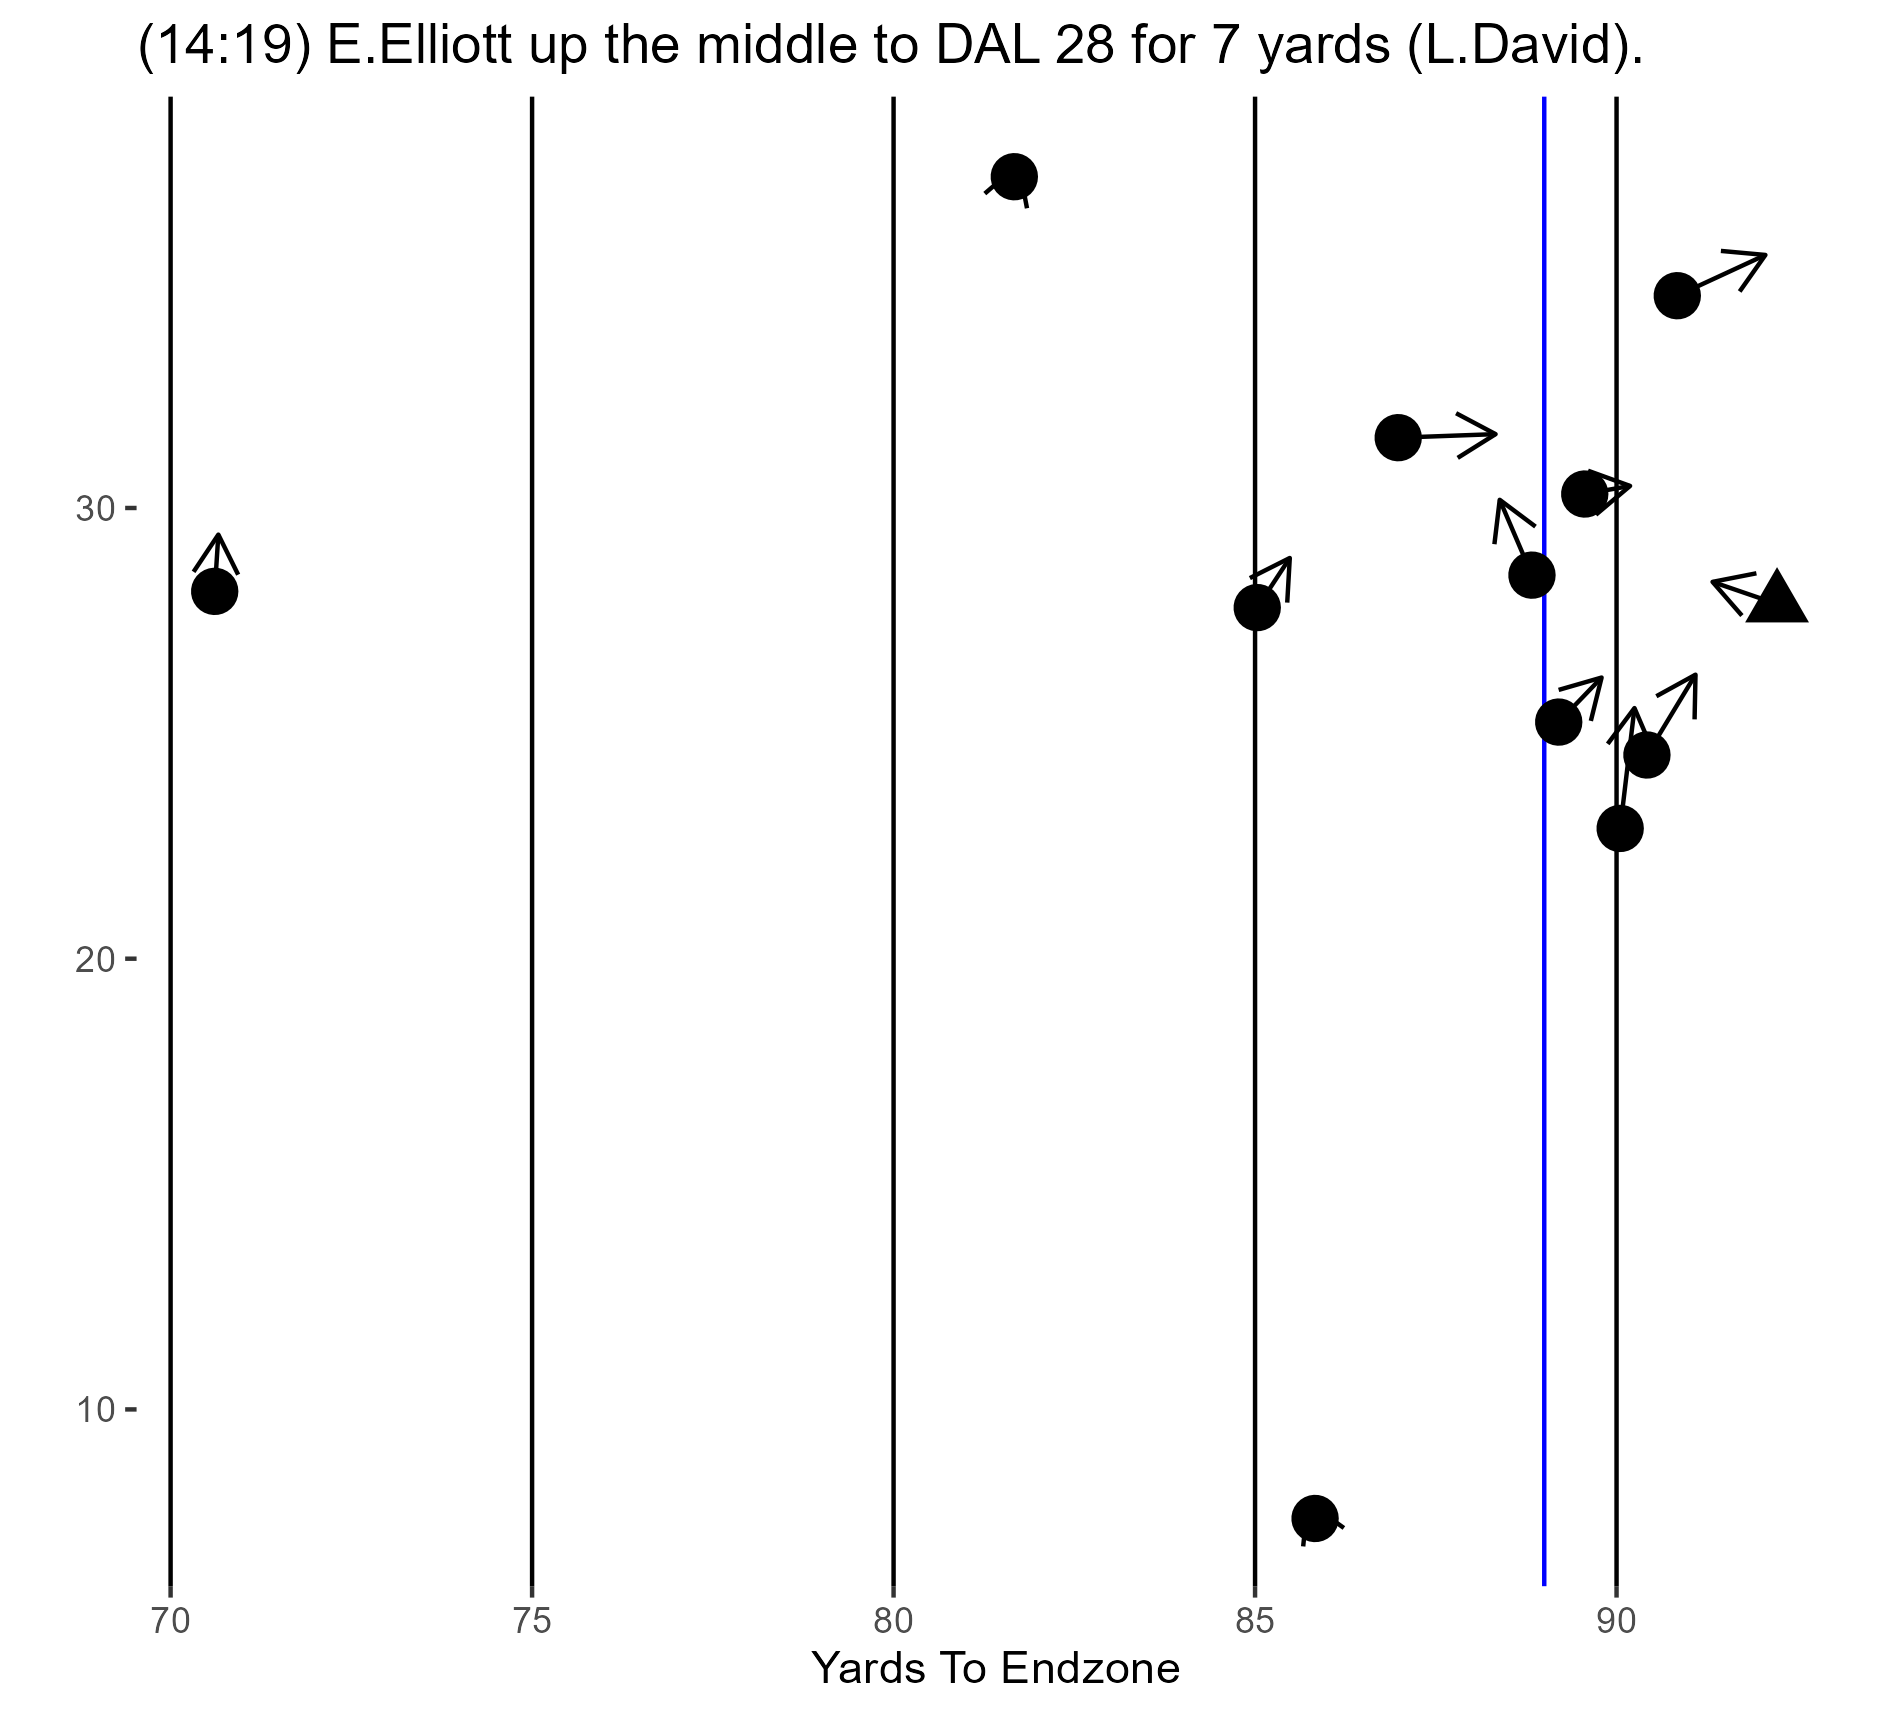 (14:19) E.Elliott up the middle to DAL 28 for 7 yards (L.David).
30
20
10
70 75 80 85 90
Yards To Endzone